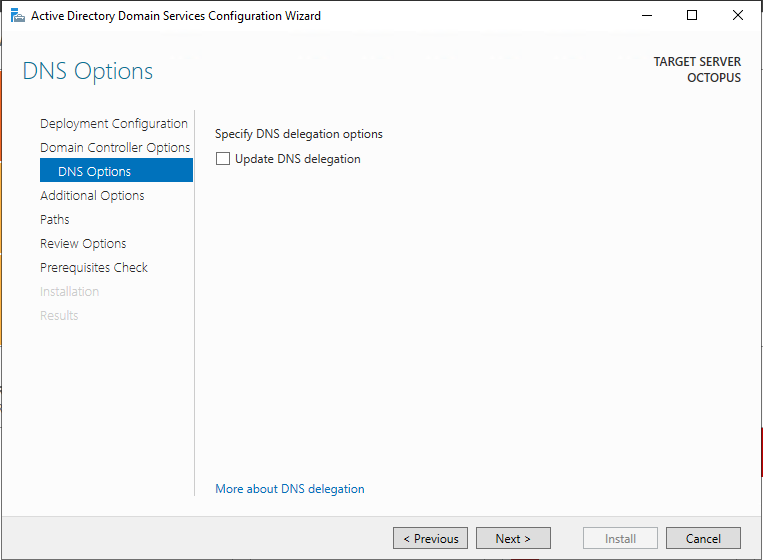 Active Directory Domain Services Configuration Wizard
DNS Options
TARGET SERVER
OCTOPUS
Deployment Configuration
Domain Controller Options
DNS Options
Additional Options
Paths
Review Options
Prerequisites Check
Installation
Results
Specify DNS delegation options
Update DNS delegation
More about DNS delegation
< Previous
Next >
Install
Cancel